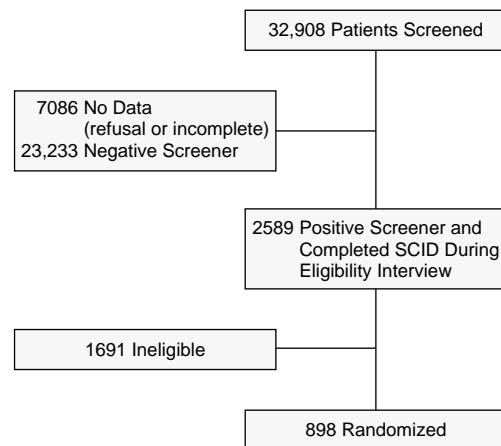 32,908 Patients Screened
7086 No Data
(refusal or incomplete)
23,233 Negative Screener
2589 Positive Screener and
Completed SCID During
Eligibility Interview
1691 Ineligible
898 Randomized